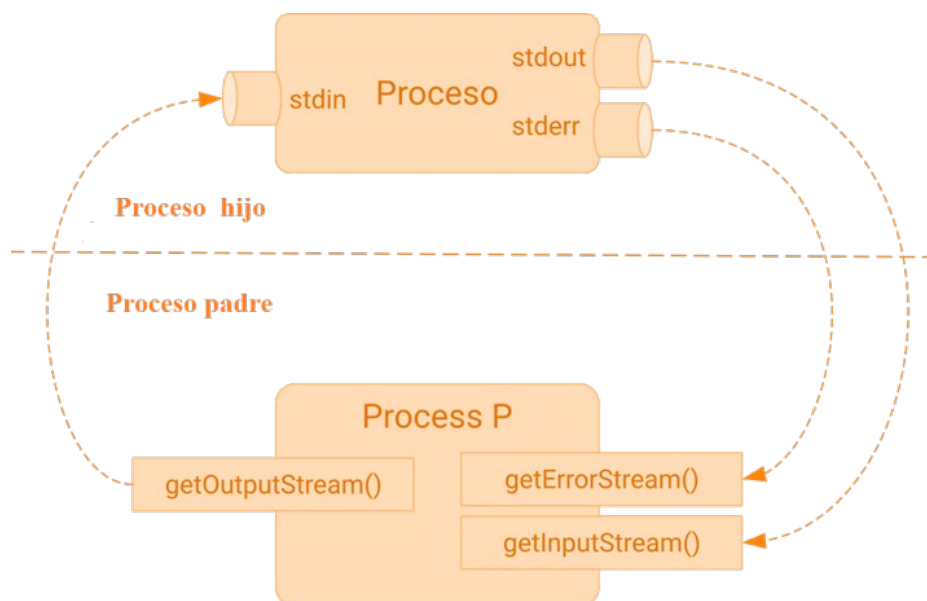 stdout
stdin
Proceso
stderr
Proceso hijo
Proceso padre
Process P
getOutputStream()
getErrorStream()
getInputStream()